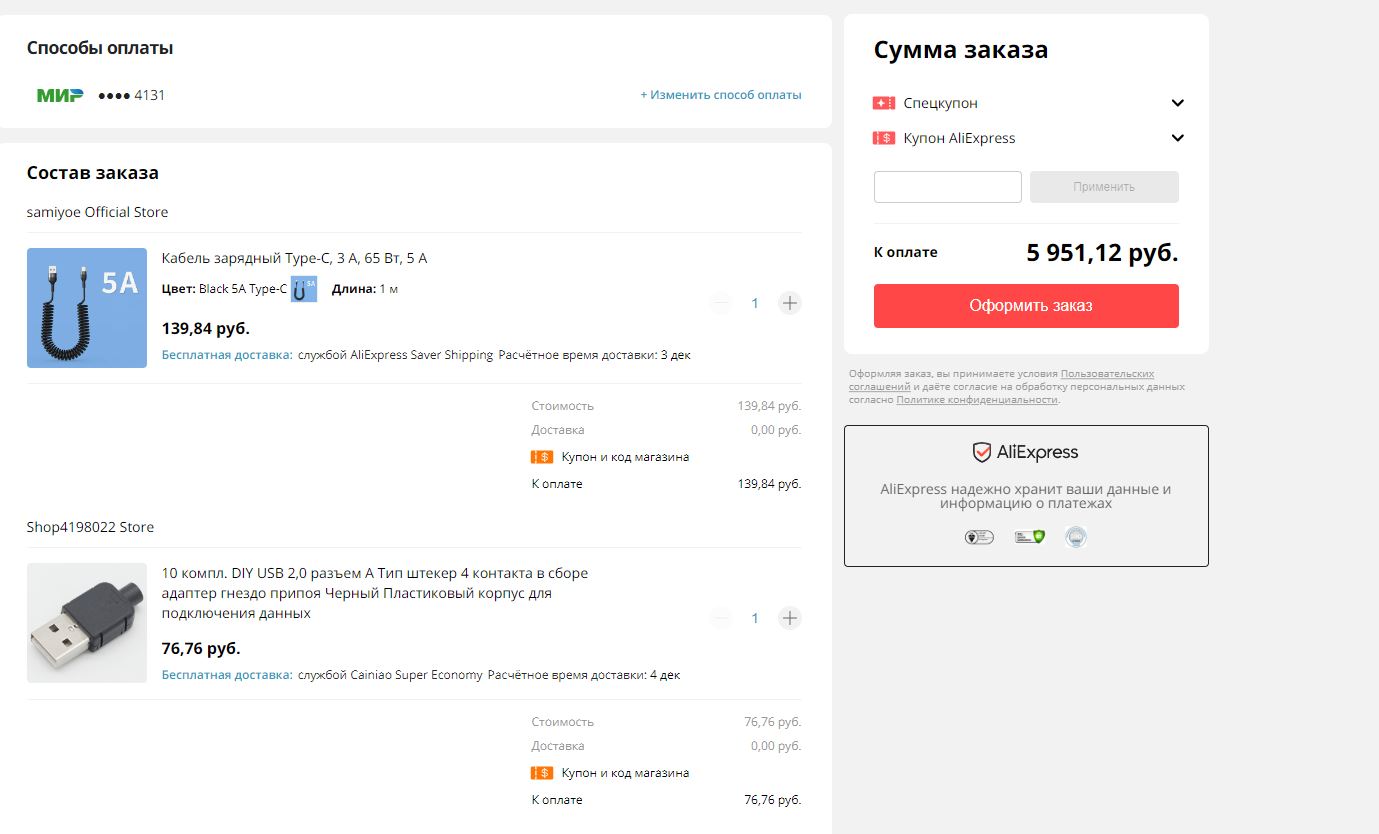 Способы оплаты
МИР •••• 4131
+ Изменить способ оплаты
Состав заказа
samiyoe Official Store
5A
Кабель зарядный Type-C, 3 А, 65 Вт, 5 А
Цвет: Black 5A Type-C 5A Длина: 1 м
1
139,84 руб.
Бесплатная доставка: службой AliExpress Saver Shipping Расчётное время доставки: 3 дек
Стоимость 139,84 руб.
Доставка 0,00 руб.
Купон и код магазина
К оплате 139,84 руб.
Shop4198022 Store
10 компл. DIY USB 2,0 разъем А Тип штекер 4 контакта в сборе
адаптер гнездо припоя Черный Пластиковый корпус для
подключения данных
1
76,76 руб.
Бесплатная доставка: службой Cainiao Super Economy Расчётное время доставки: 4 дек
Стоимость 76,76 руб.
Доставка 0,00 руб.
Купон и код магазина
К оплате 76,76 руб.
Сумма заказа
Спецкупон
Купон AliExpress
Применить
К оплате 5 951,12 руб.
Оформить заказ
Оформляя заказ, вы принимаете условия Пользовательских
соглашений и даёте согласие на обработку персональных данных
согласно Политике конфиденциальности.
AliExpress
AliExpress надежно хранит ваши данные и
информацию о платежах